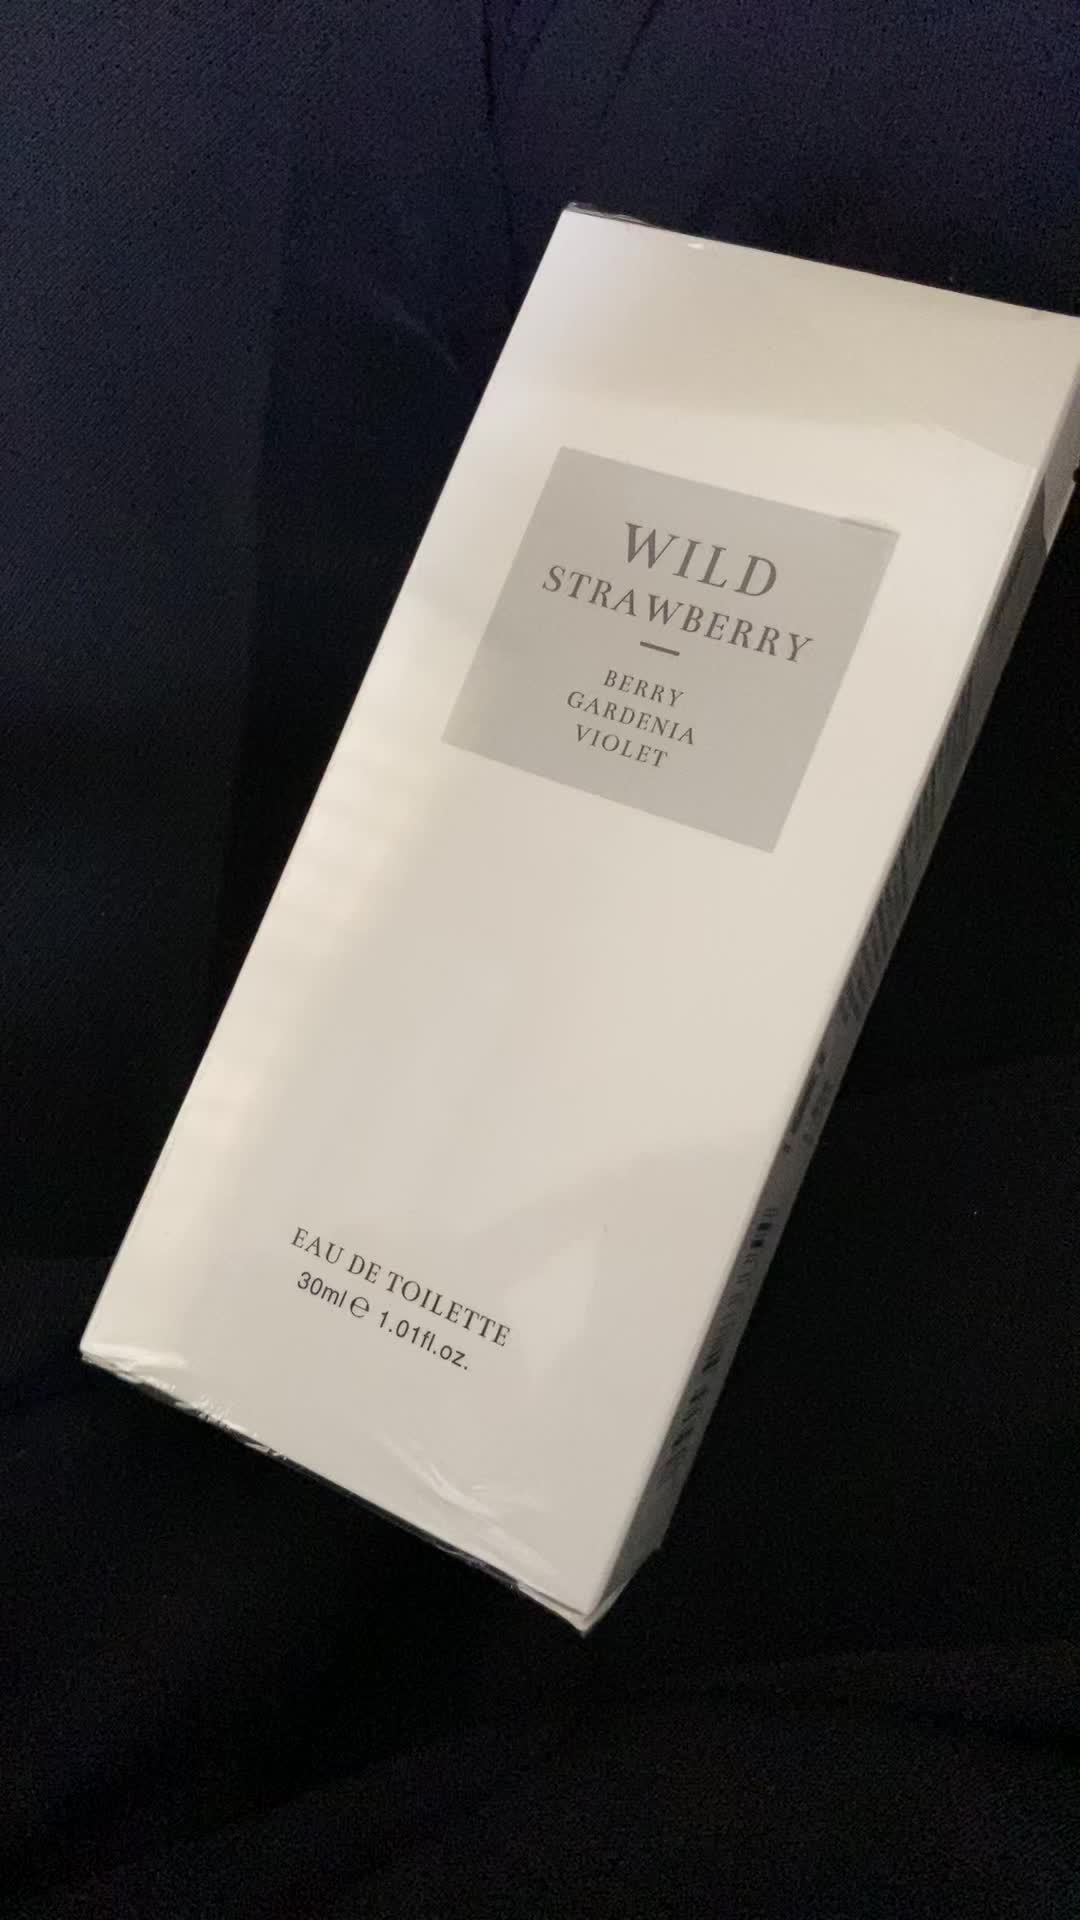 WILD
STRAWBERRY
BERRY
GARDENIA
VIOLET
EAU DE TOILETTE
30ml ℮ 1.01fl.oz.